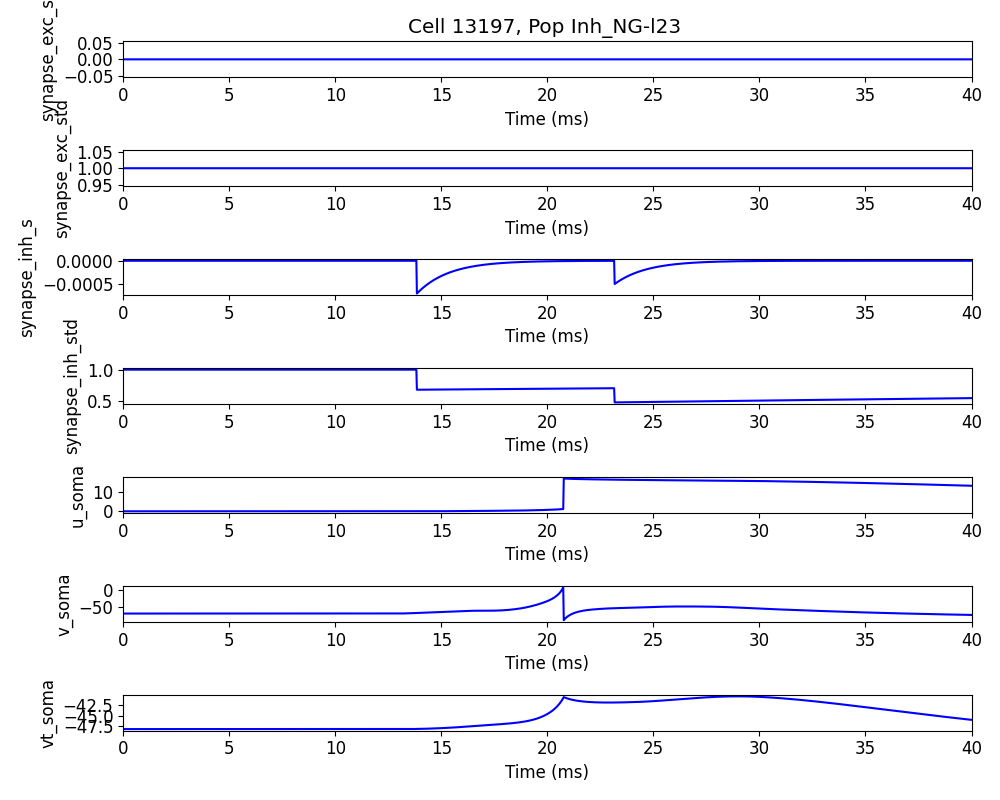 Cell 13197, Pop Inh_NG-l23
synapse_exc_s
0.05
0.00
−0.05
0 5 10 15 20 25 30 35 40
Time (ms)
synapse_exc_std
1.05
1.00
0.95
0 5 10 15 20 25 30 35 40
Time (ms)
synapse_inh_s
0.0000
−0.0005
0 5 10 15 20 25 30 35 40
Time (ms)
synapse_inh_std
1.0
0.5
0 5 10 15 20 25 30 35 40
Time (ms)
u_soma
10
0
0 5 10 15 20 25 30 35 40
Time (ms)
v_soma
0
−50
0 5 10 15 20 25 30 35 40
Time (ms)
vt_soma
−42.5
−45.0
−47.5
0 5 10 15 20 25 30 35 40
Time (ms)